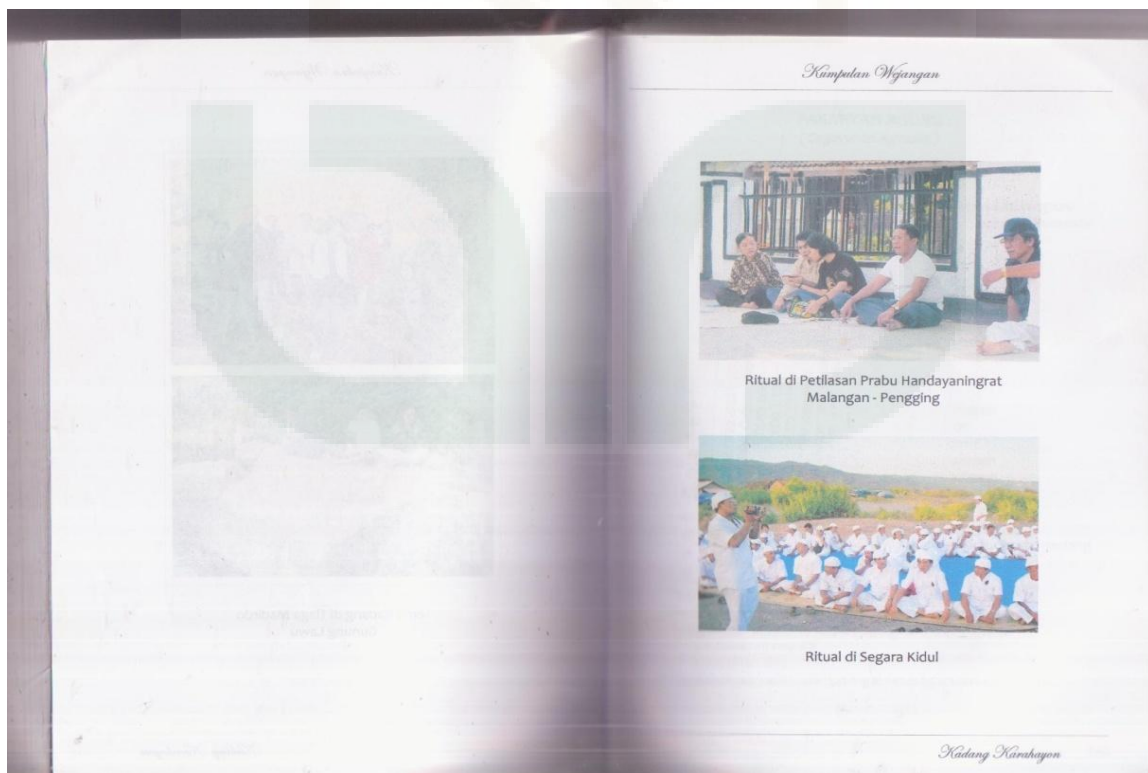 Kumpulan Wejangan
Ritual di Petilasan Prabu Handayaningrat
Malangan - Pengging
Ritual di Segara Kidul
Kadang Karahayon